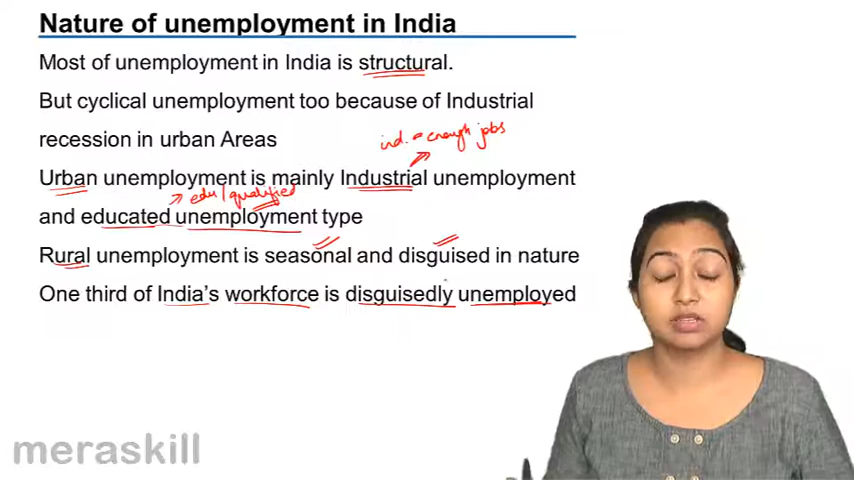 Nature of unemployment in India
Most of unemployment in India is structural.
But cyclical unemployment too because of Industrial
recession in urban Areas
ind. enough jobs
Urban unemployment is mainly Industrial unemployment
edu/qualified
and educated unemployment type
Rural unemployment is seasonal and disguised in nature
One third of India's workforce is disguisedly unemployed
meraskill